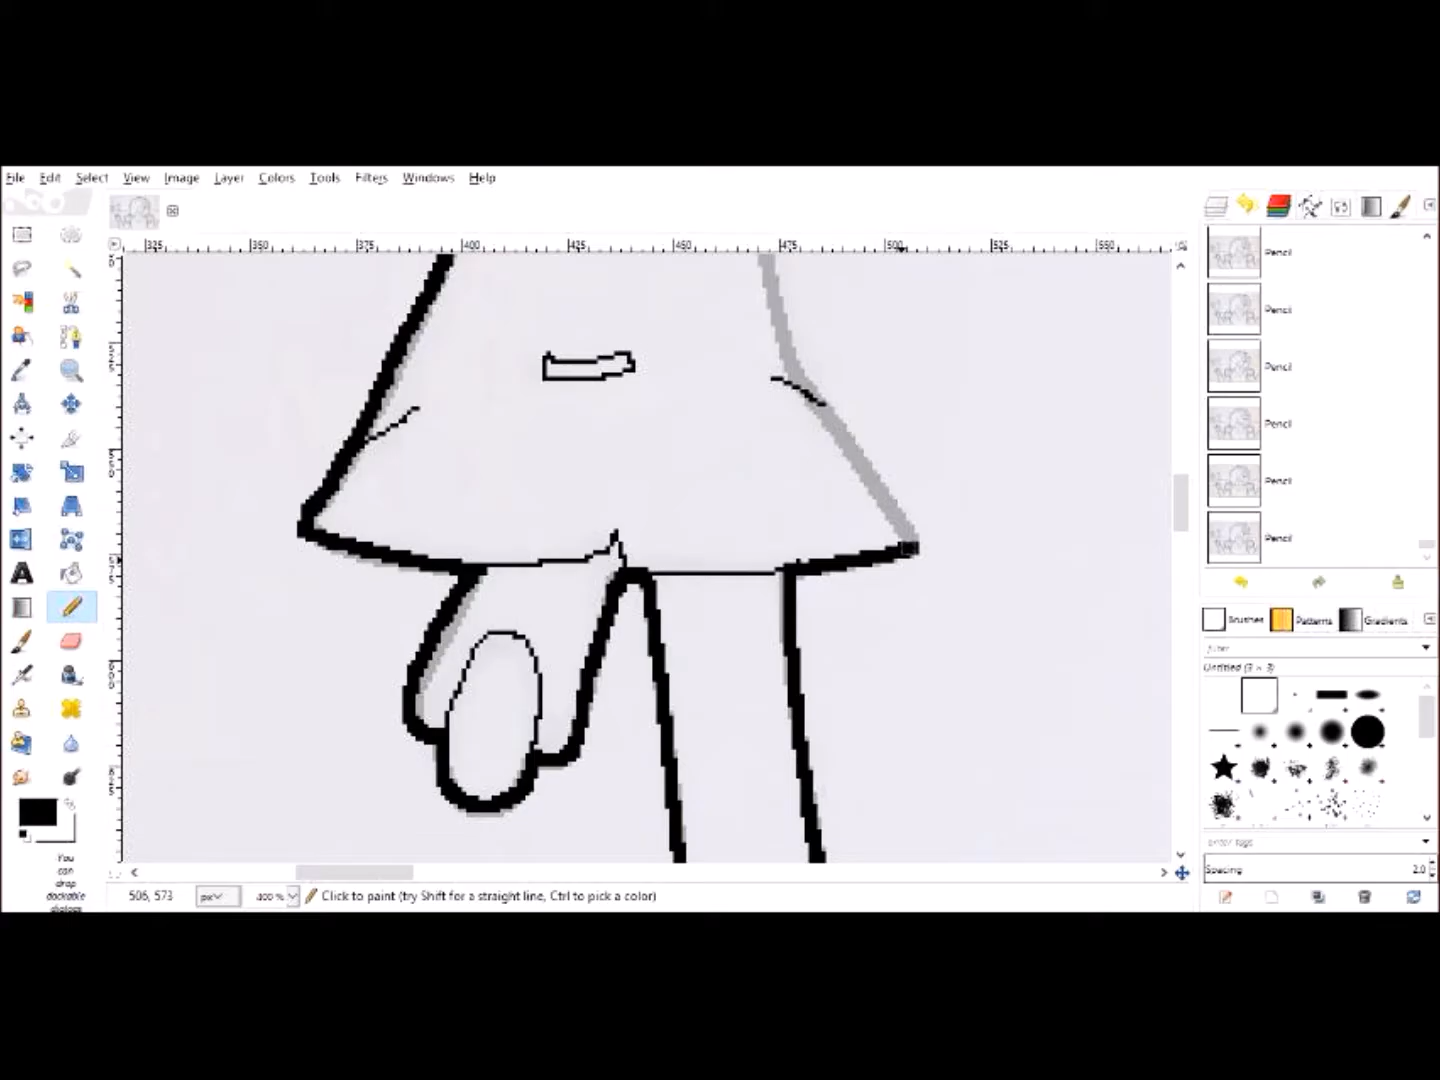 File Edit Select View Image Layer Colors Tools Filters Windows Help
325 350 375 400 425 450 475 500 525 550
Pencil
Pencil
Pencil
Pencil
Pencil
Pencil
Brushes Patterns Gradients
filter
Untitled (3 × 3)
enter tags
Spacing 2.0
You
can
drop
dockable
dialogs
506, 573 px 400 % Click to paint (try Shift for a straight line, Ctrl to pick a color)